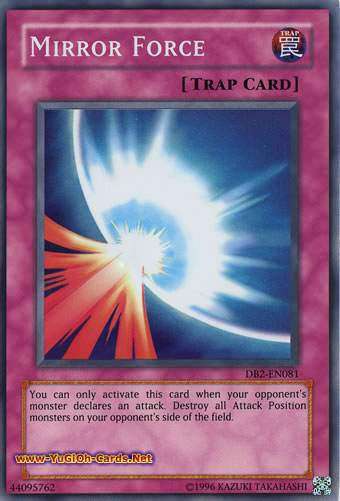 MIRROR FORCE
TRAP
罠
[TRAP CARD]
DB2-EN081
You can only activate this card when your opponent's
monster declares an attack. Destroy all Attack Position
monsters on your opponent's side of the field.
www-YuGiOh-Cards.Net
44095762
©1996 KAZUKI TAKAHASHI